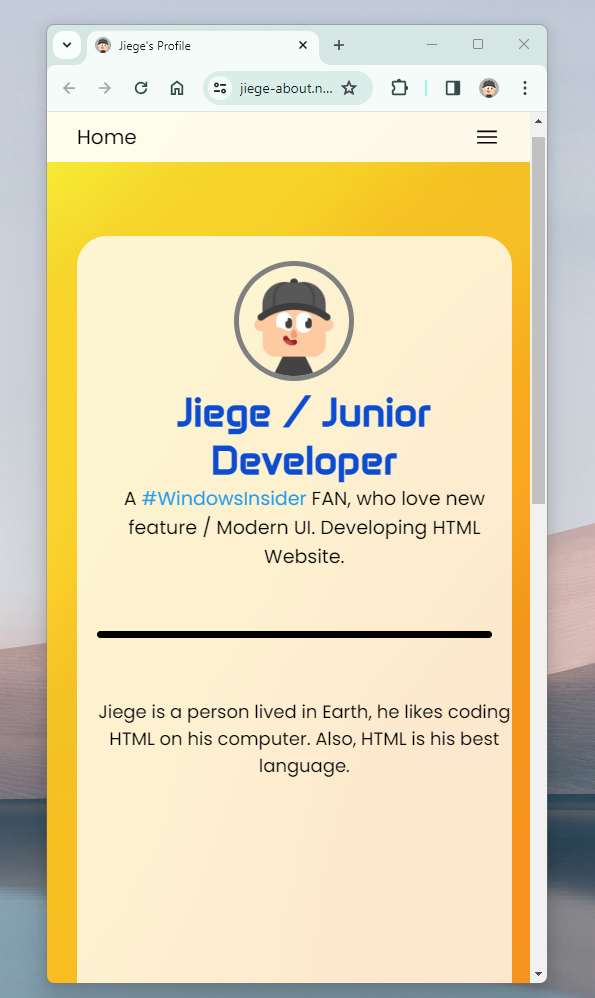 Jiege's Profile
jiege-about.n...
Home
Jiege / Junior
Developer
A #WindowsInsider FAN, who love new
feature / Modern UI. Developing HTML
Website.
Jiege is a person lived in Earth, he likes coding
HTML on his computer. Also, HTML is his best
language.